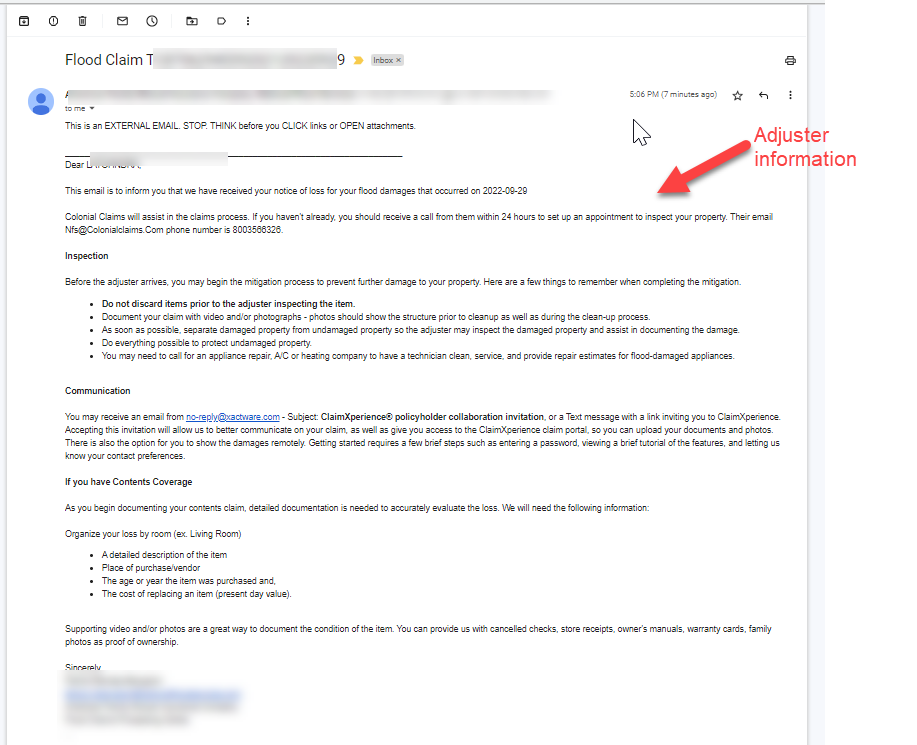 Flood Claim T 9
Inbox ×
5:06 PM (7 minutes ago)
to me
This is an EXTERNAL EMAIL. STOP. THINK before you CLICK links or OPEN attachments.
Adjuster
information
Dear
This email is to inform you that we have received your notice of loss for your flood damages that occurred on 2022-09-29
Colonial Claims will assist in the claims process. If you haven't already, you should receive a call from them within 24 hours to set up an appointment to inspect your property. Their email
Nfs@Colonialclaims.Com phone number is 8003566326.
Inspection
Before the adjuster arrives, you may begin the mitigation process to prevent further damage to your property. Here are a few things to remember when completing the mitigation.
• Do not discard items prior to the adjuster inspecting the item.
• Document your claim with video and/or photographs - photos should show the structure prior to cleanup as well as during the clean-up process.
• As soon as possible, separate damaged property from undamaged property so the adjuster may inspect the damaged property and assist in documenting the damage.
• Do everything possible to protect undamaged property.
• You may need to call for an appliance repair, A/C or heating company to have a technician clean, service, and provide repair estimates for flood-damaged appliances.
Communication
You may receive an email from no-reply@xactware.com - Subject: ClaimXperience® policyholder collaboration invitation, or a Text message with a link inviting you to ClaimXperience.
Accepting this invitation will allow us to better communicate on your claim, as well as give you access to the ClaimXperience claim portal, so you can upload your documents and photos.
There is also the option for you to show the damages remotely. Getting started requires a few brief steps such as entering a password, viewing a brief tutorial of the features, and letting us
know your contact preferences.
If you have Contents Coverage
As you begin documenting your contents claim, detailed documentation is needed to accurately evaluate the loss. We will need the following information:
Organize your loss by room (ex. Living Room)
• A detailed description of the item
• Place of purchase/vendor
• The age or year the item was purchased and,
• The cost of replacing an item (present day value).
Supporting video and/or photos are a great way to document the condition of the item. You can provide us with cancelled checks, store receipts, owner's manuals, warranty cards, family
photos as proof of ownership.
Sincerely